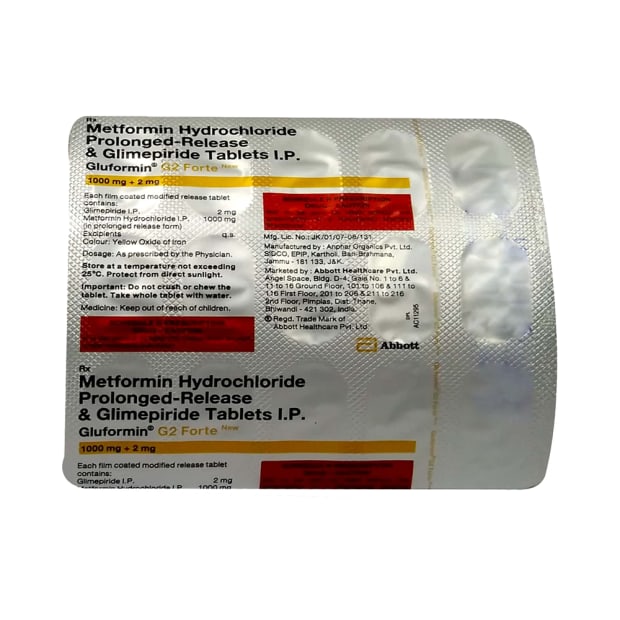 Rx
Metformin Hydrochloride
Prolonged-Release
& Glimepiride Tablets I.P.
Gluformin® G2 Forte New
1000 mg + 2 mg
Each film coated modified release tablet
contains:
Glimepiride I.P. 2 mg
Metformin Hydrochloride I.P. 1000 mg
(in prolonged release form)
Excipients q.s.
Colour: Yellow Oxide of Iron
Dosage: As prescribed by the Physician.
Store at a temperature not exceeding
25°C. Protect from direct sunlight.
Important: Do not crush or chew the
tablet. Take whole tablet with water.
Medicine: Keep out of reach of children.
Mfg. Lic. No.: JK/01/07-08/131
Manufactured by : Anphar Organics Pvt. Ltd.
SIDCO, EPIP, Kartholi, Bari-Brahmana,
Jammu - 181 133, J&K.
Marketed by : Abbott Healthcare Pvt. Ltd.
Angel Space, Bldg. D-4, Gala No. 1 to 6 &
11 to 16 Ground Floor, 101 to 106 & 111 to
116 First Floor, 201 to 206 & 211 to 216
2nd Floor, Pimplas, Dist. Thane,
Bhiwandi - 421 302, India.
® Regd. Trade Mark of
Abbott Healthcare Pvt. Ltd
Abbott
AC11295
Rx
Metformin Hydrochloride
Prolonged-Release
& Glimepiride Tablets I.P.
Gluformin® G2 Forte New
1000 mg + 2 mg
Each film coated modified release tablet
contains:
Glimepiride I.P. 2 mg
Metformin Hydrochloride I.P. 1000 mg